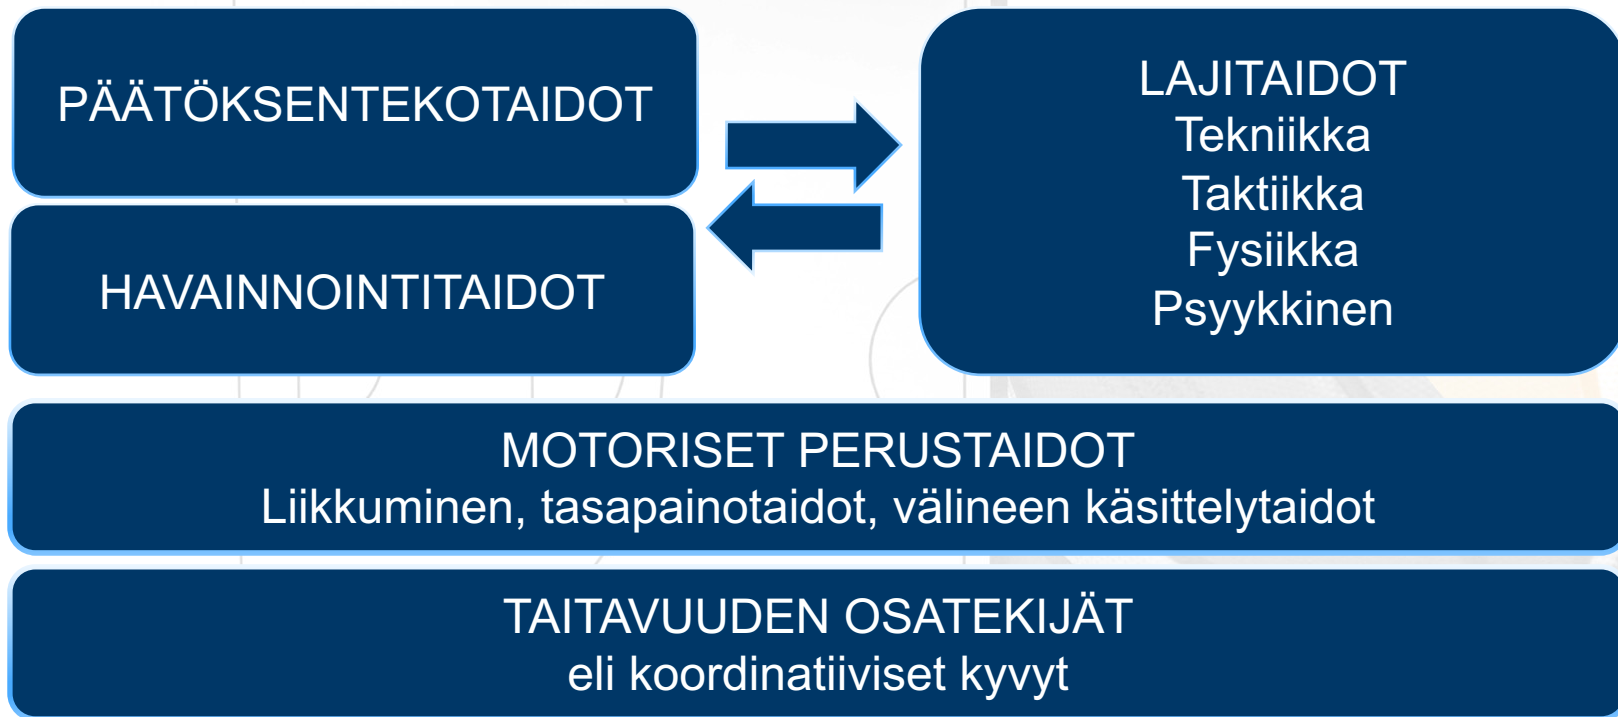 PÄÄTÖKSENTEKOTAIDOT
HAVAINNOINTITAIDOT
LAJITAIDOT
Tekniikka
Taktiikka
Fysiikka
Psyykkinen
MOTORISET PERUSTAIDOT
Liikkuminen, tasapainotaidot, välineen käsittelytaidot
TAITAVUUDEN OSATEKIJÄT
eli koordinatiiviset kyvyt